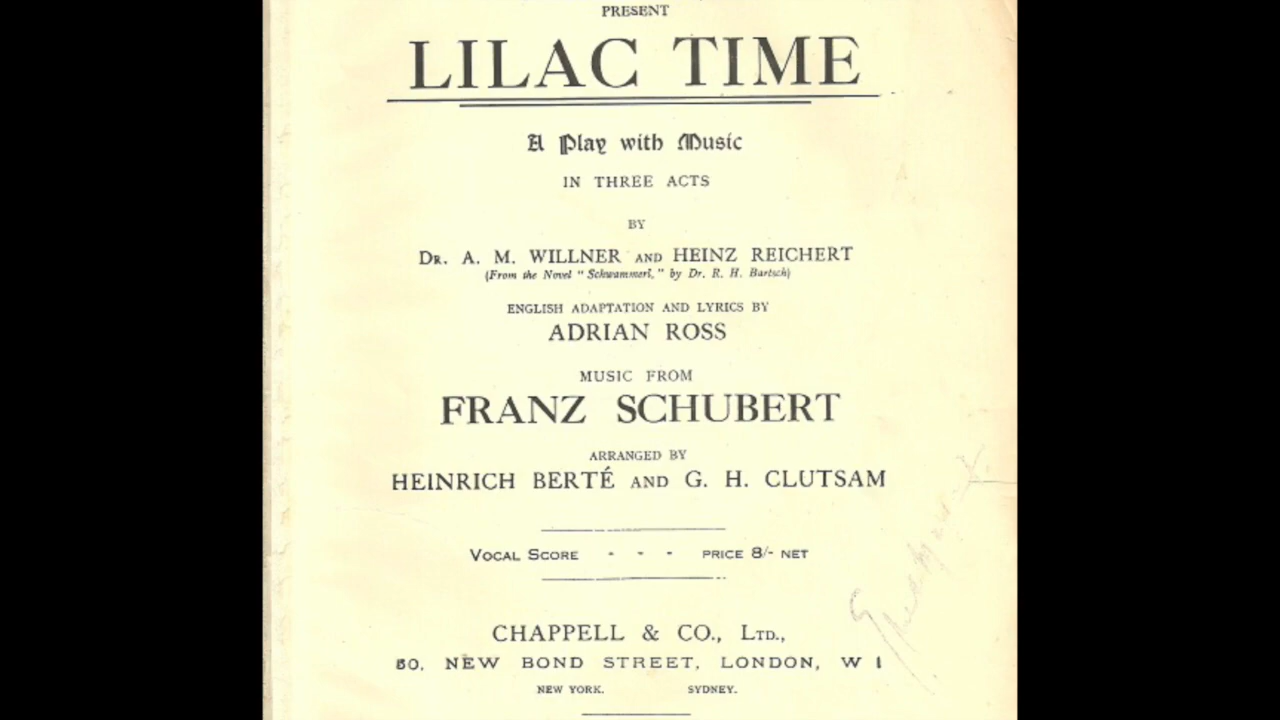 PRESENT
LILAC TIME
A Play with Music
IN THREE ACTS
BY
DR. A. M. WILLNER AND HEINZ REICHERT
(From the Novel "Schwammerl," by Dr. R. H. Bartsch)
ENGLISH ADAPTATION AND LYRICS BY
ADRIAN ROSS
MUSIC FROM
FRANZ SCHUBERT
ARRANGED BY
HEINRICH BERTÉ AND G. H. CLUTSAM
VOCAL SCORE - - - PRICE 8/- NET
CHAPPELL & CO., LTD.,
50, NEW BOND STREET, LONDON, W 1
NEW YORK. SYDNEY.